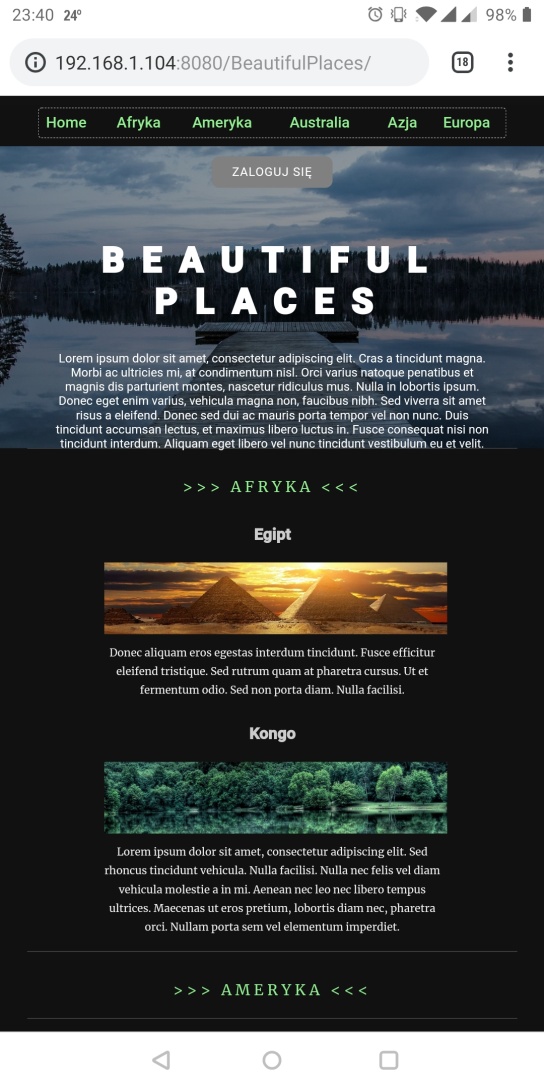 23:40 24° 98%
192.168.1.104:8080/BeautifulPlaces/ 18
Home Afryka Ameryka Australia Azja Europa
ZALOGUJ SIĘ
BEAUTIFUL
PLACES
Lorem ipsum dolor sit amet, consectetur adipiscing elit. Cras a tincidunt magna.
Morbi ac ultricies mi, at condimentum nisl. Orci varius natoque penatibus et
magnis dis parturient montes, nascetur ridiculus mus. Nulla in lobortis ipsum.
Donec eget enim varius, vehicula magna non, faucibus nibh. Sed viverra sit amet
risus a eleifend. Donec sed dui ac mauris porta tempor vel non nunc. Duis
tincidunt accumsan lectus, et maximus libero luctus in. Fusce consequat nisi non
tincidunt interdum. Aliquam eget libero vel nunc tincidunt vestibulum eu et velit.
>>> AFRYKA <<<
Egipt
Donec aliquam eros egestas interdum tincidunt. Fusce efficitur
eleifend tristique. Sed rutrum quam at pharetra cursus. Ut et
fermentum odio. Sed non porta diam. Nulla facilisi.
Kongo
Lorem ipsum dolor sit amet, consectetur adipiscing elit. Sed
rhoncus tincidunt vehicula. Nulla facilisi. Nulla nec felis vel diam
vehicula molestie a in mi. Aenean nec leo nec libero tempus
ultrices. Maecenas ut eros pretium, lobortis diam nec, pharetra
orci. Nullam porta sem vel elementum imperdiet.
>>> AMERYKA <<<